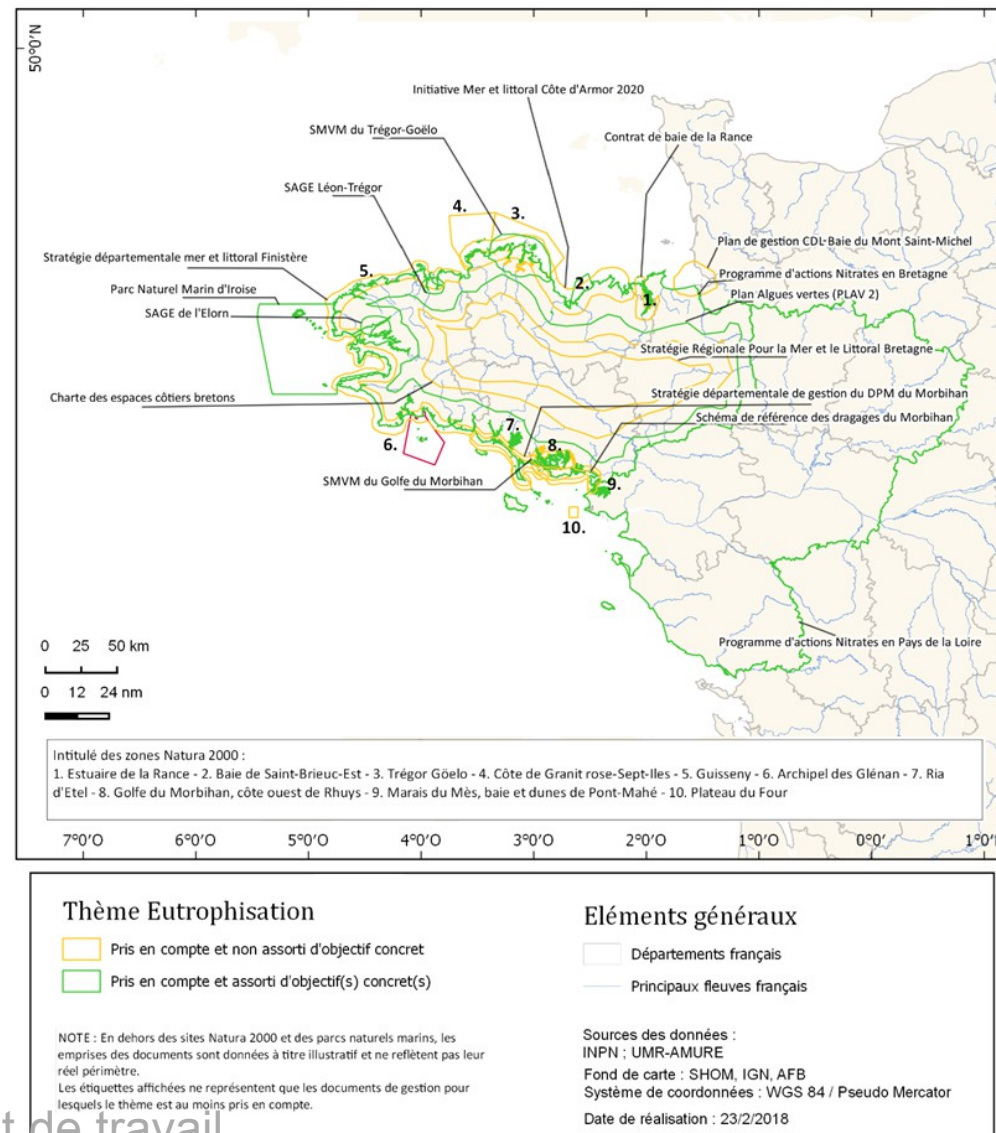 50°0'N
Initiative Mer et littoral Côte d'Armor 2020
SMVM du Trégor-Goëlo
Contrat de baie de la Rance
SAGE Léon-Trégor
4.
3.
Plan de gestion CDL-Baie du Mont Saint-Michel
Stratégie départementale mer et littoral Finistère
5.
Programme d'actions Nitrates en Bretagne
Parc Naturel Marin d'Iroise
2.
Plan Algues vertes (PLAV 2)
1.
SAGE de l'Elorn
Stratégie Régionale Pour la Mer et le Littoral Bretagne
Stratégie départementale de gestion du DPM du Morbihan
Charte des espaces côtiers bretons
Schéma de référence des dragages du Morbihan
7.
6.
8.
SMVM du Golfe du Morbihan
9.
10.
Programme d'actions Nitrates en Pays de la Loire
0 25 50 km
0 12 24 nm
Intitulé des zones Natura 2000 :
1. Estuaire de la Rance - 2. Baie de Saint-Brieuc-Est - 3. Trégor Göelo - 4. Côte de Granit rose-Sept-Iles - 5. Guisseny - 6. Archipel des Glénan - 7. Ria
d'Etel - 8. Golfe du Morbihan, côte ouest de Rhuys - 9. Marais du Mès, baie et dunes de Pont-Mahé - 10. Plateau du Four
7°0'O 6°0'O 5°0'O 4°0'O 3°0'O 2°0'O 1°0'O 0°0' 1°0'
Thème Eutrophisation
Pris en compte et non assorti d'objectif concret
Pris en compte et assorti d'objectif(s) concret(s)
NOTE : En dehors des sites Natura 2000 et des parcs naturels marins, les
emprises des documents sont données à titre illustratif et ne reflètent pas leur
réel périmètre.
Les étiquettes affichées ne représentent que les documents de gestion pour
lesquels le thème est au moins pris en compte.
Eléments généraux
Départements français
Principaux fleuves français
Sources des données :
INPN ; UMR-AMURE
Fond de carte : SHOM, IGN, AFB
Système de coordonnées : WGS 84 / Pseudo Mercator
Date de réalisation : 23/2/2018
t de travail